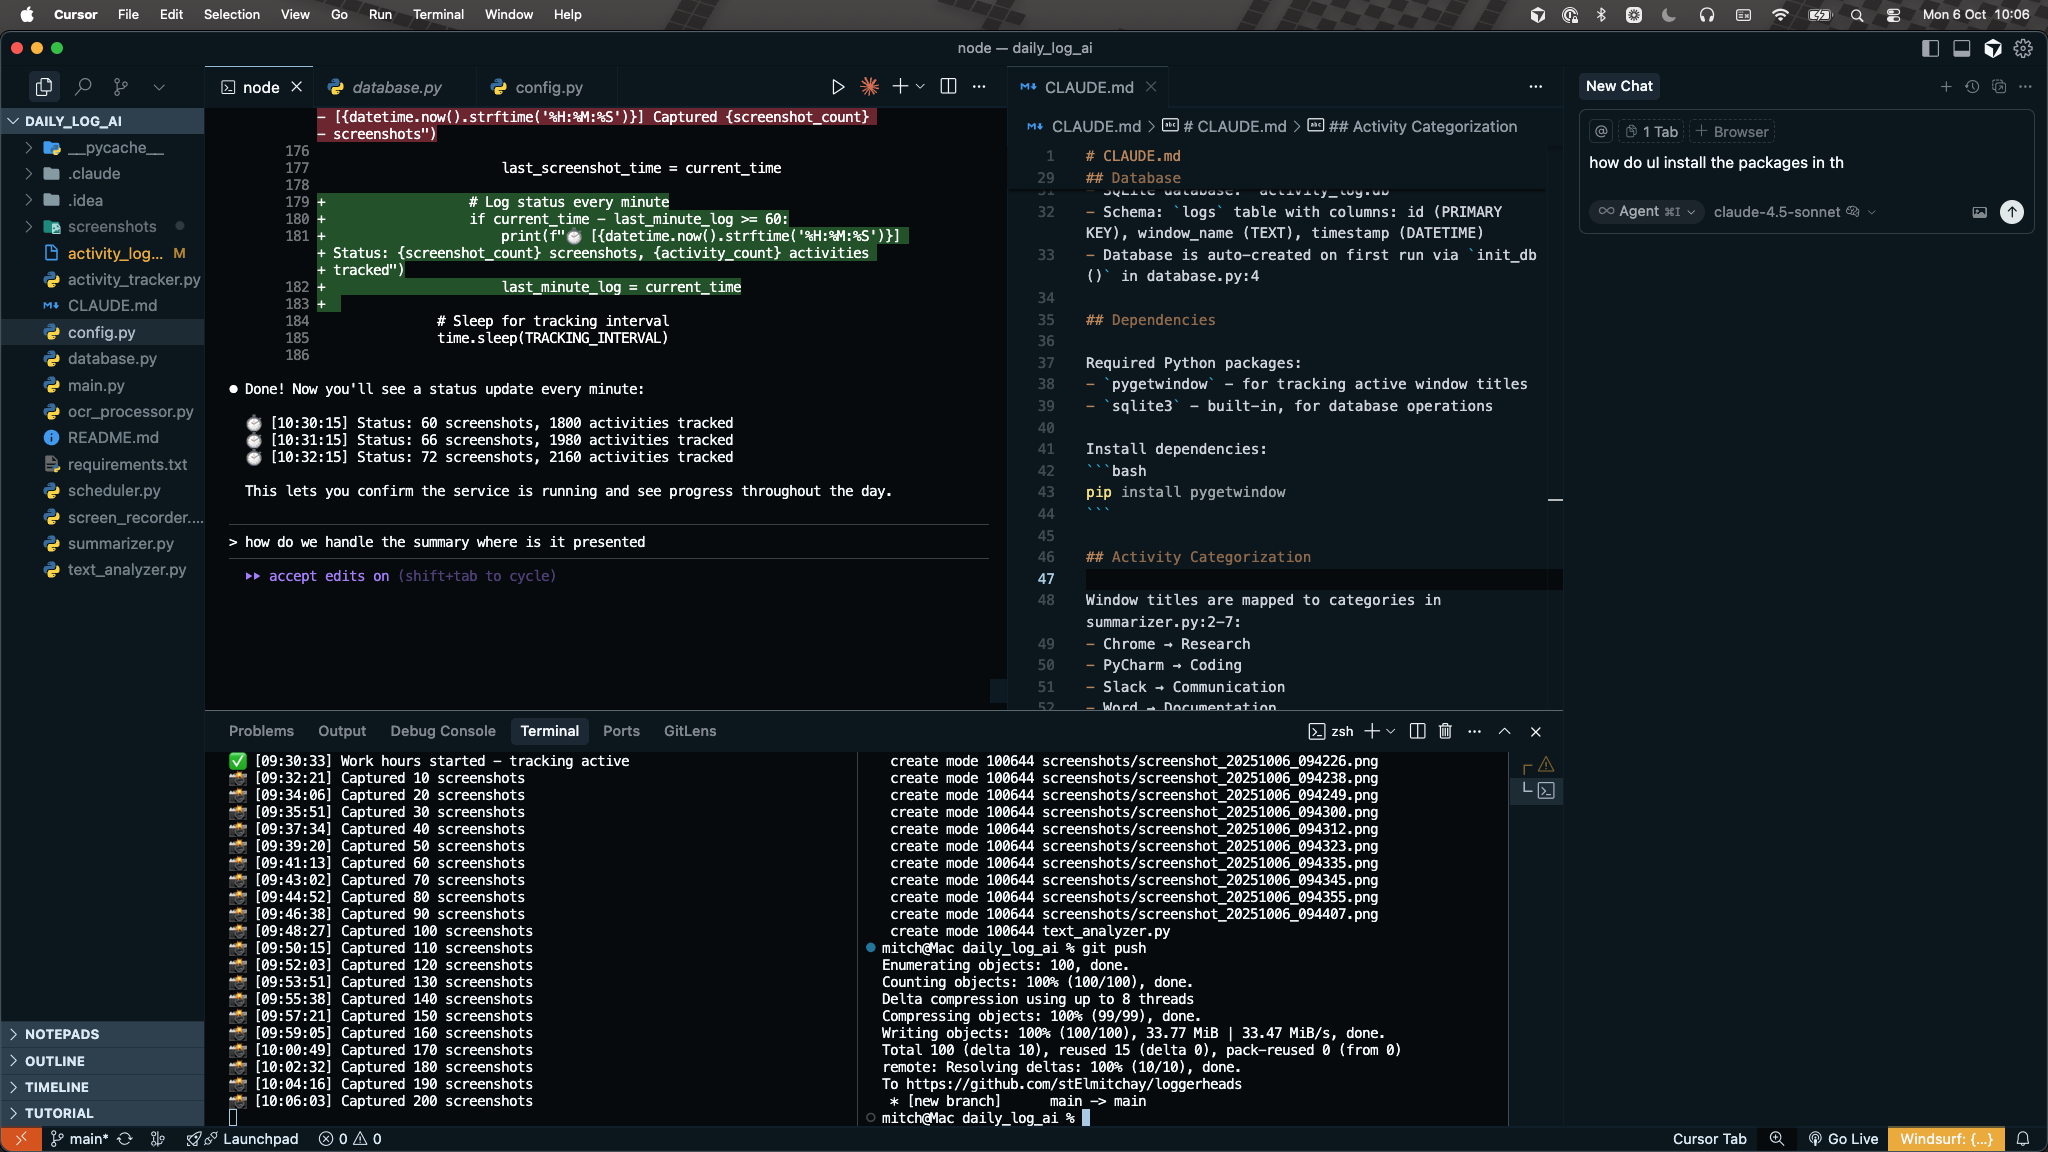 Cursor File Edit Selection View Go Run Terminal Window Help
Mon 6 Oct 10:06
node — daily_log_ai
DAILY_LOG_AI
__pycache__
.claude
.idea
screenshots
activity_log... M
activity_tracker.py
CLAUDE.md
config.py
database.py
main.py
ocr_processor.py
README.md
requirements.txt
scheduler.py
screen_recorder....
summarizer.py
text_analyzer.py
NOTEPADS
OUTLINE
TIMELINE
TUTORIAL
node
database.py
config.py
- [{datetime.now().strftime('%H:%M:%S')}] Captured {screenshot_count}
- screenshots")
176
177 last_screenshot_time = current_time
178
179 + # Log status every minute
180 + if current_time - last_minute_log >= 60:
181 + print(f"⏱️ [{datetime.now().strftime('%H:%M:%S')}]
+ Status: {screenshot_count} screenshots, {activity_count} activities
+ tracked")
182 + last_minute_log = current_time
183 +
184 # Sleep for tracking interval
185 time.sleep(TRACKING_INTERVAL)
186
● Done! Now you'll see a status update every minute:
⏱️ [10:30:15] Status: 60 screenshots, 1800 activities tracked
⏱️ [10:31:15] Status: 66 screenshots, 1980 activities tracked
⏱️ [10:32:15] Status: 72 screenshots, 2160 activities tracked
This lets you confirm the service is running and see progress throughout the day.
> how do we handle the summary where is it presented
accept edits on (shift+tab to cycle)
CLAUDE.md
CLAUDE.md > # CLAUDE.md > ## Activity Categorization
1 # CLAUDE.md
29 ## Database
31 - SQLite database: `activity_log.db`
32 - Schema: `logs` table with columns: id (PRIMARY
KEY), window_name (TEXT), timestamp (DATETIME)
33 - Database is auto-created on first run via `init_db
()` in database.py:4
34
35 ## Dependencies
36
37 Required Python packages:
38 - `pygetwindow` - for tracking active window titles
39 - `sqlite3` - built-in, for database operations
40
41 Install dependencies:
42 ```bash
43 pip install pygetwindow
44 ```
45
46 ## Activity Categorization
47
48 Window titles are mapped to categories in
summarizer.py:2-7:
49 - Chrome → Research
50 - PyCharm → Coding
51 - Slack → Communication
52 - Word → Documentation
New Chat
@ 1 Tab + Browser
how do uI install the packages in th
∞ Agent ⌘I claude-4.5-sonnet
Problems Output Debug Console Terminal Ports GitLens
zsh
✅ [09:30:33] Work hours started - tracking active
📸 [09:32:21] Captured 10 screenshots
📸 [09:34:06] Captured 20 screenshots
📸 [09:35:51] Captured 30 screenshots
📸 [09:37:34] Captured 40 screenshots
📸 [09:39:20] Captured 50 screenshots
📸 [09:41:13] Captured 60 screenshots
📸 [09:43:02] Captured 70 screenshots
📸 [09:44:52] Captured 80 screenshots
📸 [09:46:38] Captured 90 screenshots
📸 [09:48:27] Captured 100 screenshots
📸 [09:50:15] Captured 110 screenshots
📸 [09:52:03] Captured 120 screenshots
📸 [09:53:51] Captured 130 screenshots
📸 [09:55:38] Captured 140 screenshots
📸 [09:57:21] Captured 150 screenshots
📸 [09:59:05] Captured 160 screenshots
📸 [10:00:49] Captured 170 screenshots
📸 [10:02:32] Captured 180 screenshots
📸 [10:04:16] Captured 190 screenshots
📸 [10:06:03] Captured 200 screenshots
create mode 100644 screenshots/screenshot_20251006_094226.png
create mode 100644 screenshots/screenshot_20251006_094238.png
create mode 100644 screenshots/screenshot_20251006_094249.png
create mode 100644 screenshots/screenshot_20251006_094300.png
create mode 100644 screenshots/screenshot_20251006_094312.png
create mode 100644 screenshots/screenshot_20251006_094323.png
create mode 100644 screenshots/screenshot_20251006_094335.png
create mode 100644 screenshots/screenshot_20251006_094345.png
create mode 100644 screenshots/screenshot_20251006_094355.png
create mode 100644 screenshots/screenshot_20251006_094407.png
create mode 100644 text_analyzer.py
mitch@Mac daily_log_ai % git push
Enumerating objects: 100, done.
Counting objects: 100% (100/100), done.
Delta compression using up to 8 threads
Compressing objects: 100% (99/99), done.
Writing objects: 100% (100/100), 33.77 MiB | 33.47 MiB/s, done.
Total 100 (delta 10), reused 15 (delta 0), pack-reused 0 (from 0)
remote: Resolving deltas: 100% (10/10), done.
To https://github.com/stElmitchay/loggerheads
* [new branch] main -> main
mitch@Mac daily_log_ai %
main* Launchpad 0 0
Cursor Tab Go Live Windsurf: {...}